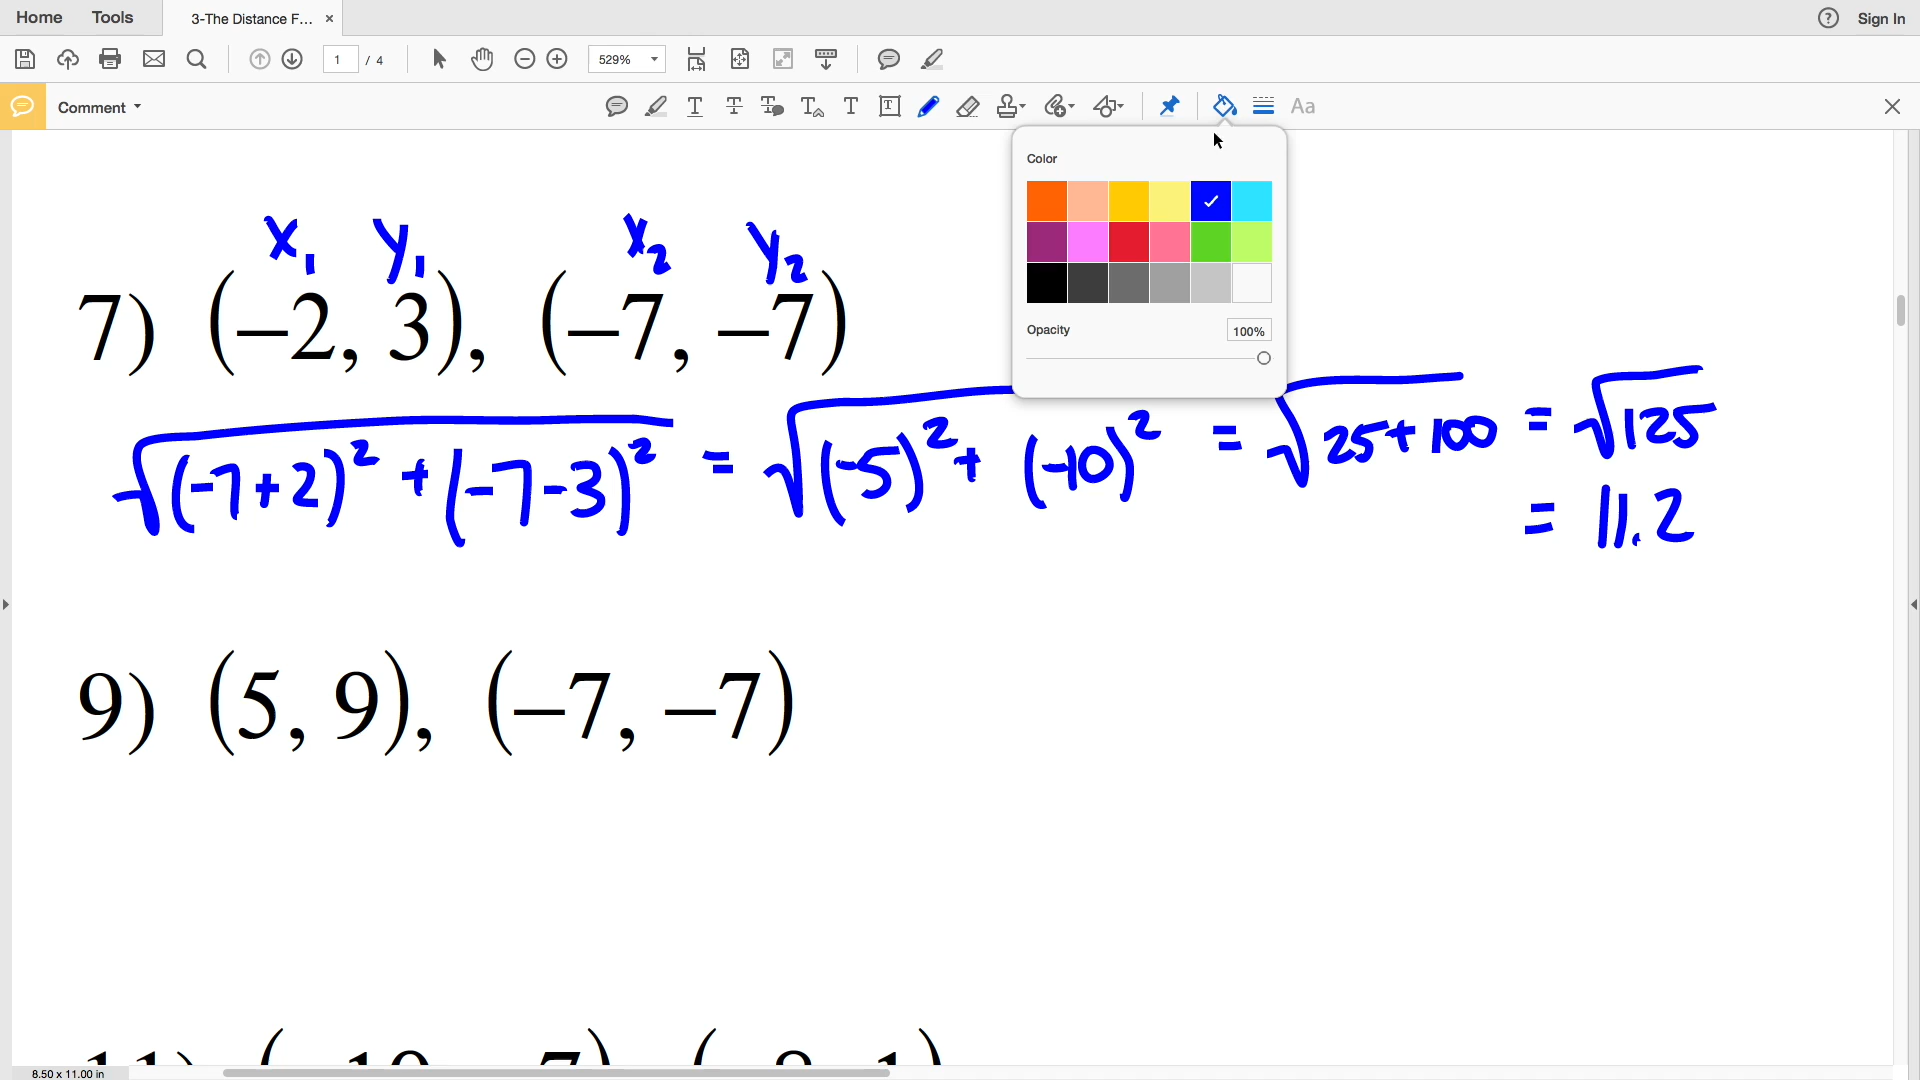 Home Tools 3-The Distance F... × ? Sign In
1 / 4 529%
Comment Aa
Color
x₁ y₁ x₂ y₂
7) (–2, 3), (–7, –7)
Opacity 100%
√(-7+2)² + (-7-3)² = √(-5)² + (-10)² = √25+100 = √125
= 11.2
9) (5, 9), (–7, –7)
8.50 x 11.00 in